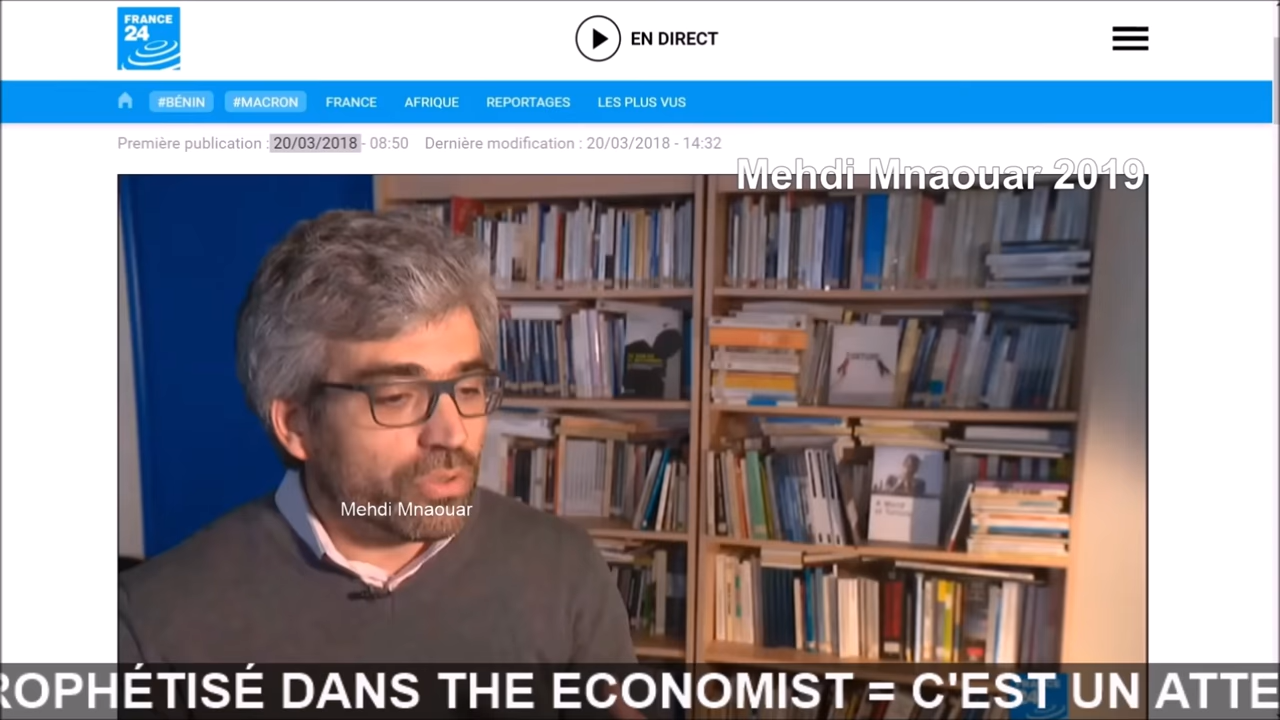 FRANCE
24
EN DIRECT
#BÉNIN #MACRON FRANCE AFRIQUE REPORTAGES LES PLUS VUS
Première publication : 20/03/2018 - 08:50 Dernière modification : 20/03/2018 - 14:32
Mehdi Mnaouar 2019
TORTURE
Mehdi Mnaouar
ROPHÉTISÉ DANS THE ECONOMIST = C'EST UN ATTE